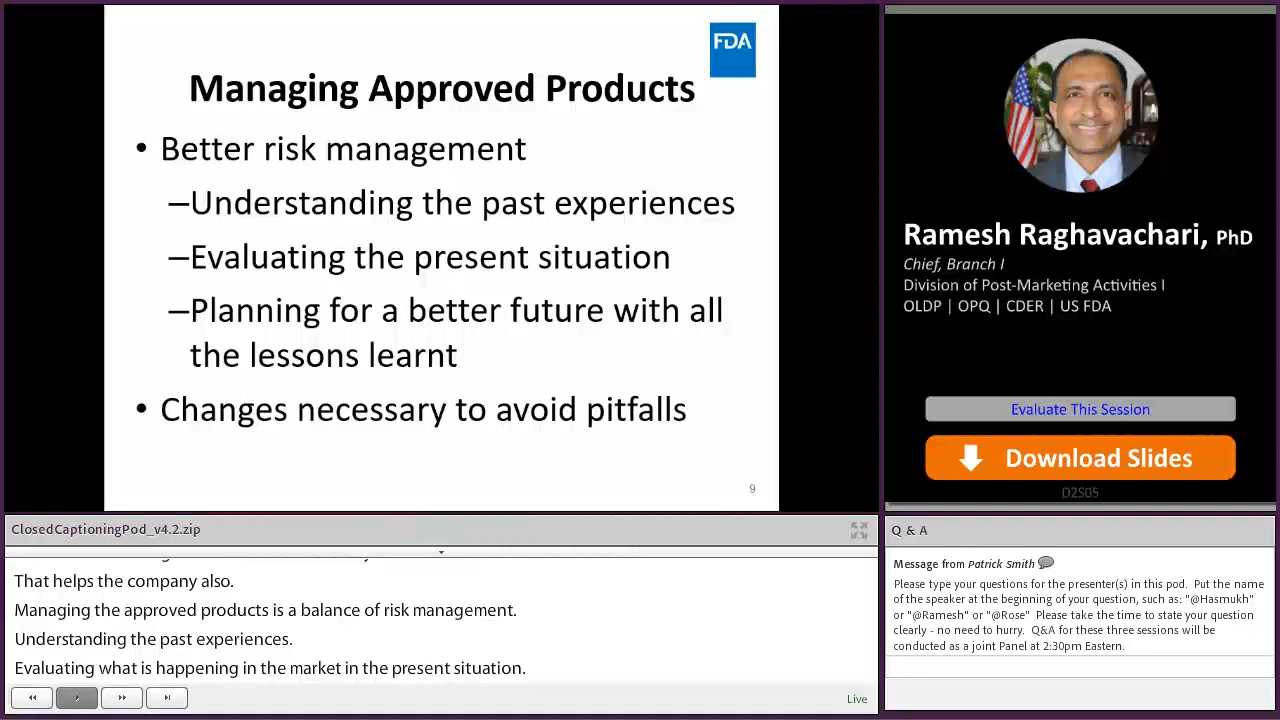 FDA
Managing Approved Products
• Better risk management
–Understanding the past experiences
–Evaluating the present situation
–Planning for a better future with all
the lessons learnt
• Changes necessary to avoid pitfalls
9
Ramesh Raghavachari, PhD
Chief, Branch I
Division of Post-Marketing Activities I
OLDP | OPQ | CDER | US FDA
Evaluate This Session
Download Slides
D2S05
ClosedCaptioningPod_v4.2.zip
That helps the company also.
Managing the approved products is a balance of risk management.
Understanding the past experiences.
Evaluating what is happening in the market in the present situation.
Live
Q & A
Message from Patrick Smith
Please type your questions for the presenter(s) in this pod. Put the name
of the speaker at the beginning of your question, such as: "@Hasmukh"
or "@Ramesh" or "@Rose" Please take the time to state your question
clearly - no need to hurry. Q&A for these three sessions will be
conducted as a joint Panel at 2:30pm Eastern.